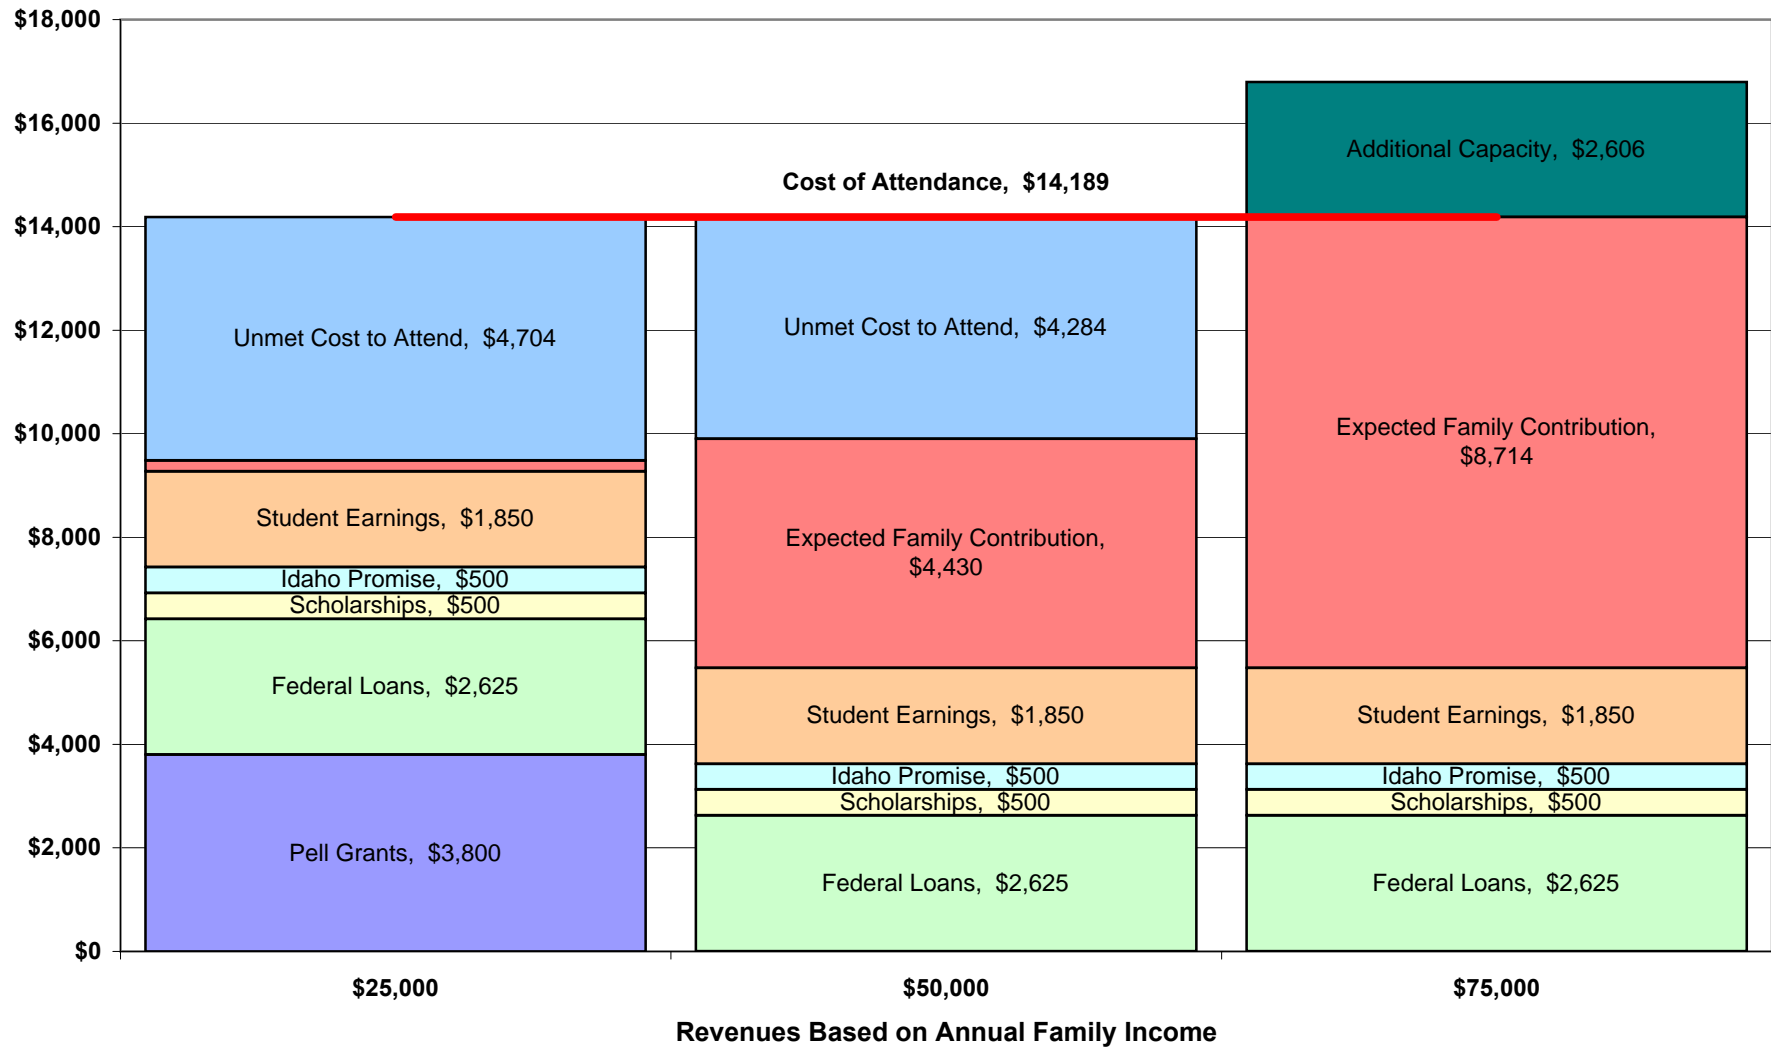 $18,000
$16,000
$14,000
$12,000
$10,000
$8,000
$6,000
$4,000
$2,000
$0
Cost of Attendance, $14,189
Unmet Cost to Attend, $4,704
Student Earnings, $1,850
Idaho Promise, $500
Scholarships, $500
Federal Loans, $2,625
Pell Grants, $3,800
Unmet Cost to Attend, $4,284
Expected Family Contribution,
$4,430
Student Earnings, $1,850
Idaho Promise, $500
Scholarships, $500
Federal Loans, $2,625
Additional Capacity, $2,606
Expected Family Contribution,
$8,714
Student Earnings, $1,850
Idaho Promise, $500
Scholarships, $500
Federal Loans, $2,625
$25,000
$50,000
$75,000
Revenues Based on Annual Family Income